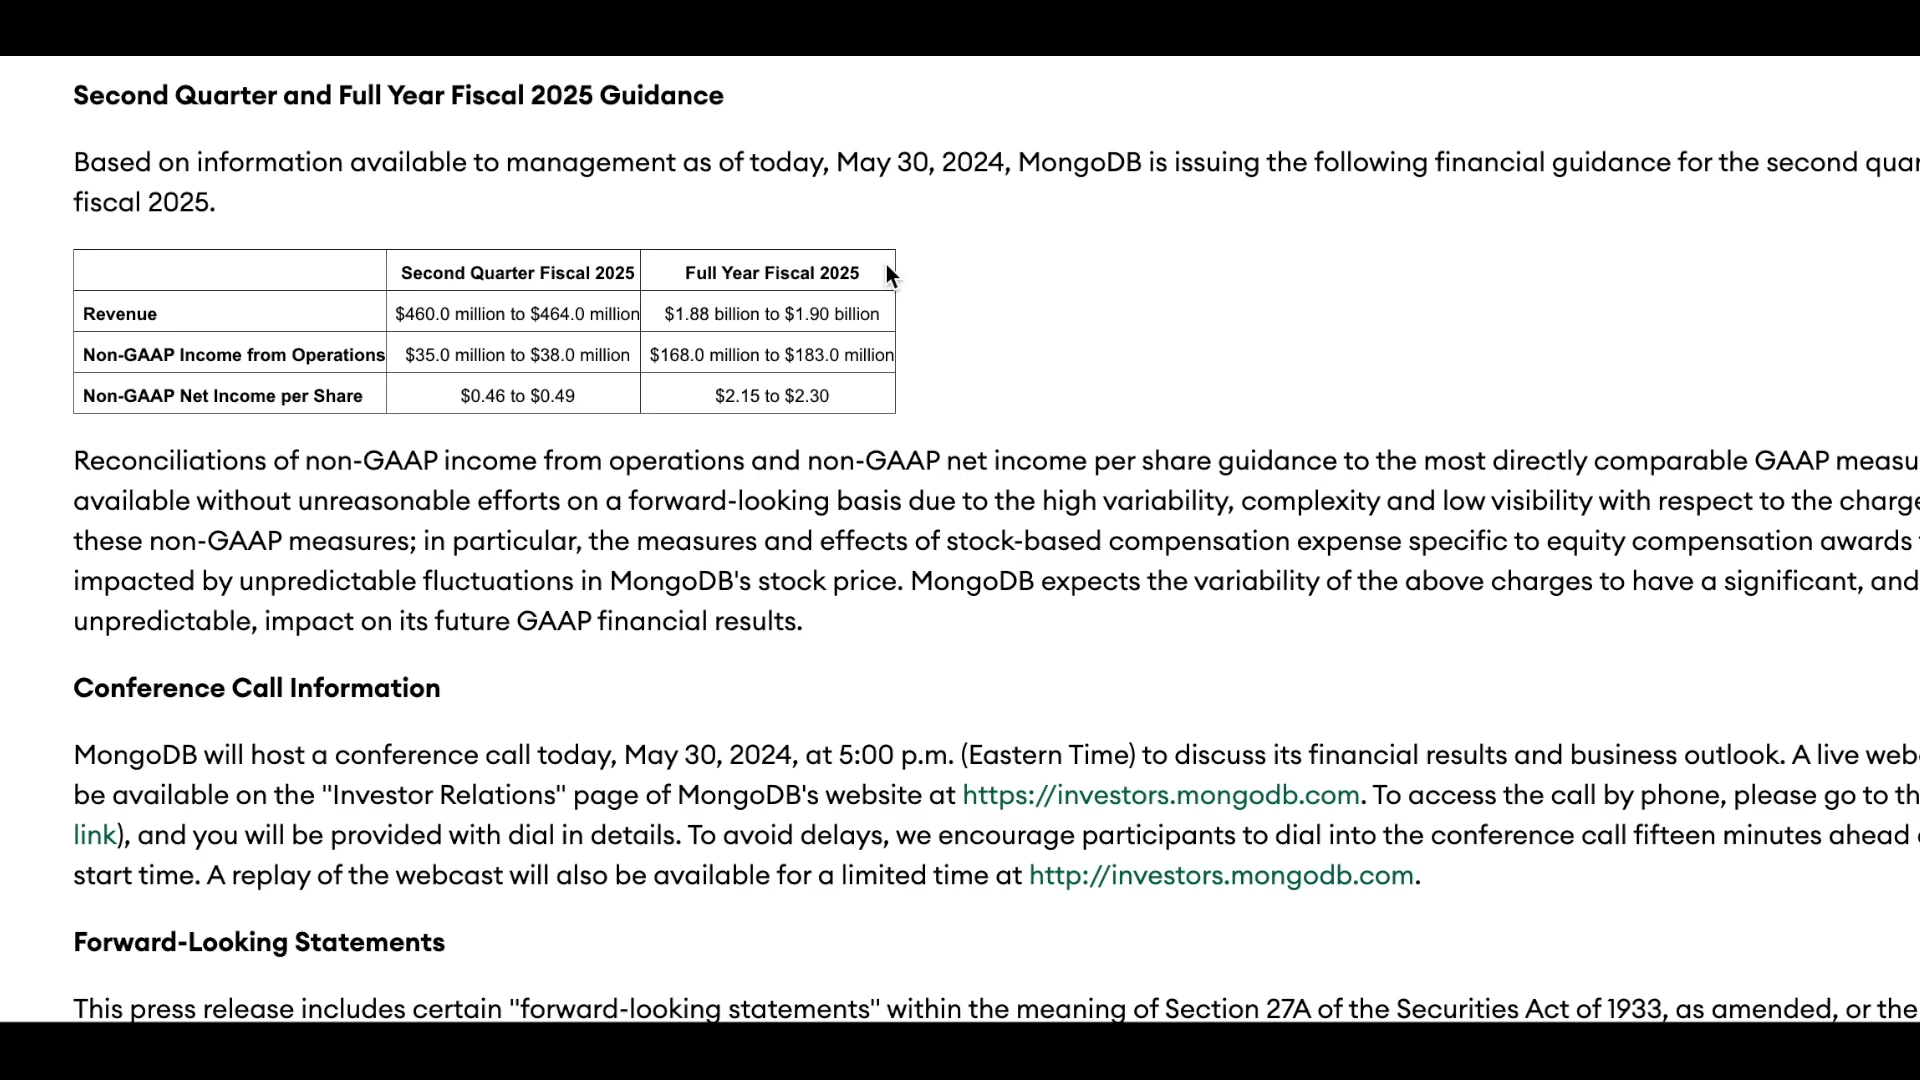 Second Quarter and Full Year Fiscal 2025 Guidance
Based on information available to management as of today, May 30, 2024, MongoDB is issuing the following financial guidance for the second
fiscal 2025.
Second Quarter Fiscal 2025 Full Year Fiscal 2025
Revenue $460.0 million to $464.0 million $1.88 billion to $1.90 billion
Non-GAAP Income from Operations $35.0 million to $38.0 million $168.0 million to $183.0 million
Non-GAAP Net Income per Share $0.46 to $0.49 $2.15 to $2.30
Reconciliations of non-GAAP income from operations and non-GAAP net income per share guidance to the most directly comparable GAAP
available without unreasonable efforts on a forward-looking basis due to the high variability, complexity and low visibility with respect to the
these non-GAAP measures; in particular, the measures and effects of stock-based compensation expense specific to equity compensation awards
impacted by unpredictable fluctuations in MongoDB's stock price. MongoDB expects the variability of the above charges to have a significant, and
unpredictable, impact on its future GAAP financial results.
Conference Call Information
MongoDB will host a conference call today, May 30, 2024, at 5:00 p.m. (Eastern Time) to discuss its financial results and business outlook. A live
be available on the "Investor Relations" page of MongoDB's website at https://investors.mongodb.com. To access the call by phone, please go to
link), and you will be provided with dial in details. To avoid delays, we encourage participants to dial into the conference call fifteen minutes ahead
start time. A replay of the webcast will also be available for a limited time at http://investors.mongodb.com.
Forward-Looking Statements
This press release includes certain "forward-looking statements" within the meaning of Section 27A of the Securities Act of 1933, as amended, or the